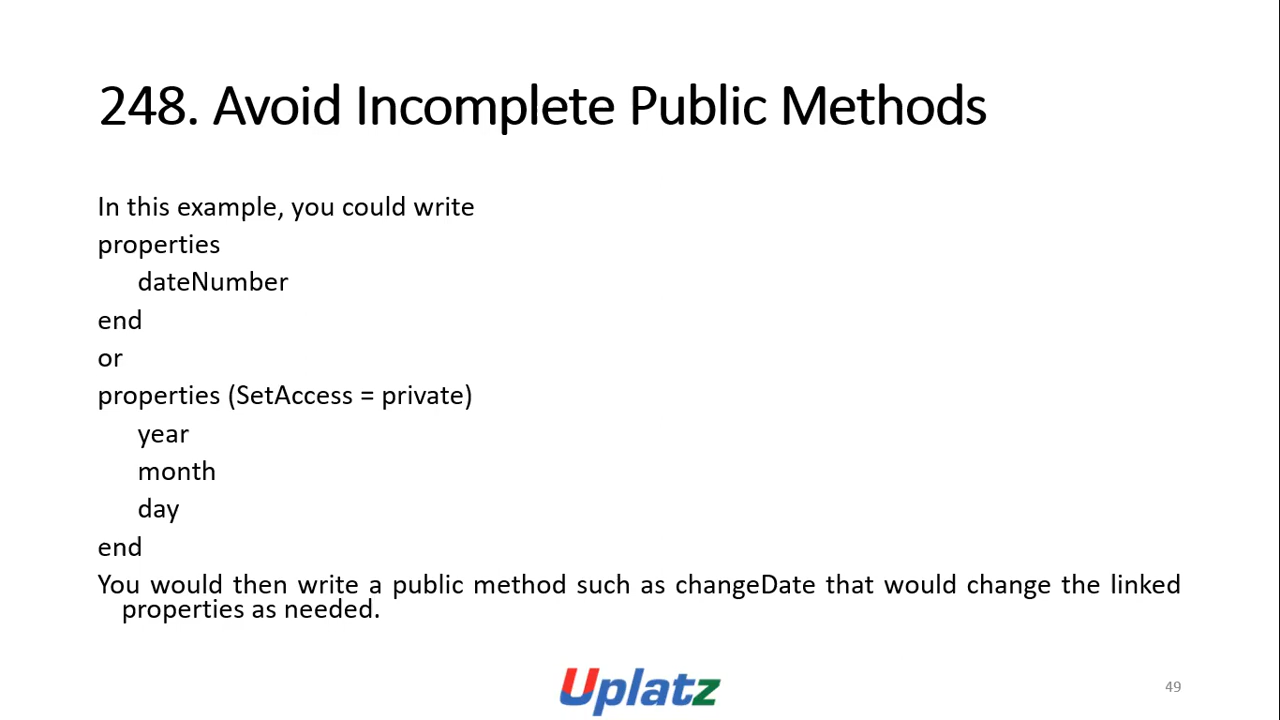 248. Avoid Incomplete Public Methods
In this example, you could write
properties
dateNumber
end
or
properties (SetAccess = private)
year
month
day
end
You would then write a public method such as changeDate that would change the linked
properties as needed.
Uplatz
49